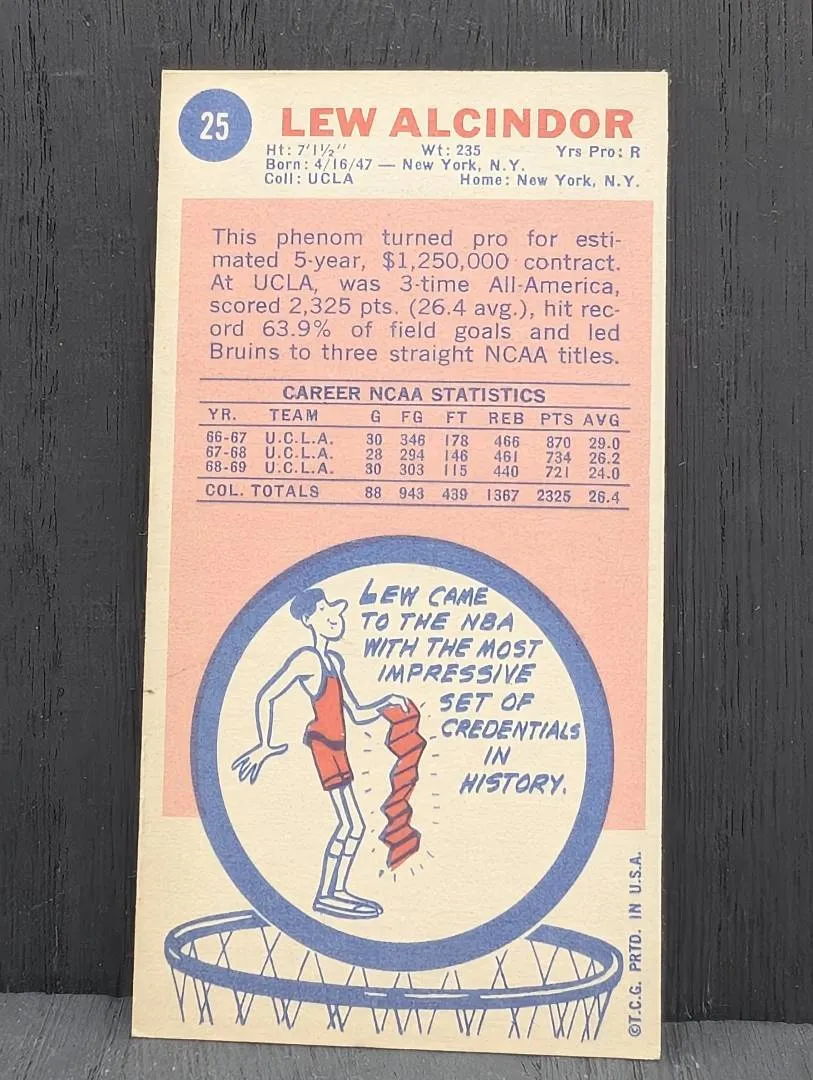 25
LEW ALCINDOR
Ht: 7'1½" Wt: 235 Yrs Pro: R
Born: 4/16/47 — New York, N.Y.
Coll: UCLA Home: New York, N.Y.
This phenom turned pro for esti-
mated 5-year, $1,250,000 contract.
At UCLA, was 3-time All-America,
scored 2,325 pts. (26.4 avg.), hit rec-
ord 63.9% of field goals and led
Bruins to three straight NCAA titles.
CAREER NCAA STATISTICS
YR. TEAM G FG FT REB PTS AVG
66-67 U.C.L.A. 30 346 178 466 870 29.0
67-68 U.C.L.A. 28 294 146 461 734 26.2
68-69 U.C.L.A. 30 303 115 440 721 24.0
COL. TOTALS 88 943 439 1367 2325 26.4
LEW CAME
TO THE NBA
WITH THE MOST
IMPRESSIVE
SET OF
CREDENTIALS
IN
HISTORY.
©T.C.G. PRTD. IN U.S.A.